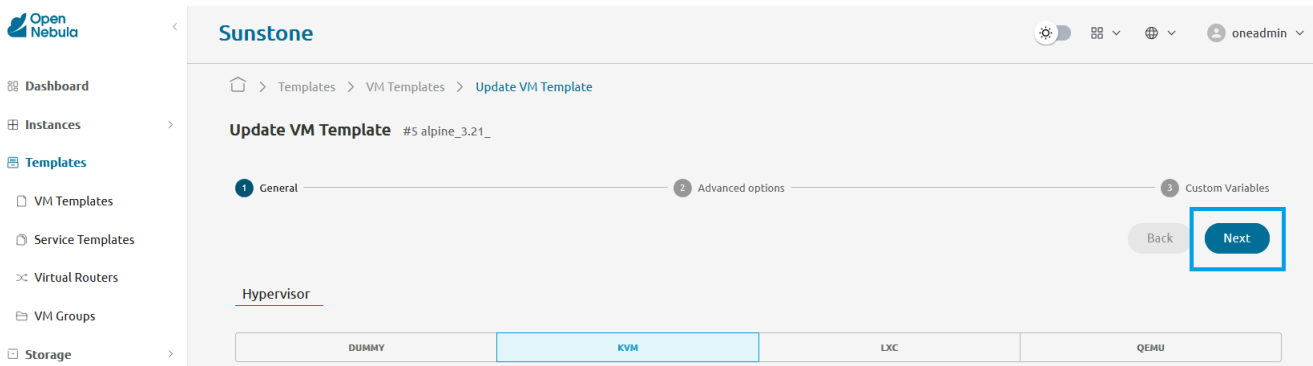 Open
Nebula
Sunstone
oneadmin
Dashboard
Templates > VM Templates > Update VM Template
Instances
Update VM Template #5 alpine_3.21_
Templates
1 General
2 Advanced options
3 Custom Variables
VM Templates
Service Templates
Back
Next
Virtual Routers
Hypervisor
VM Groups
Storage
DUMMY
KVM
LXC
QEMU